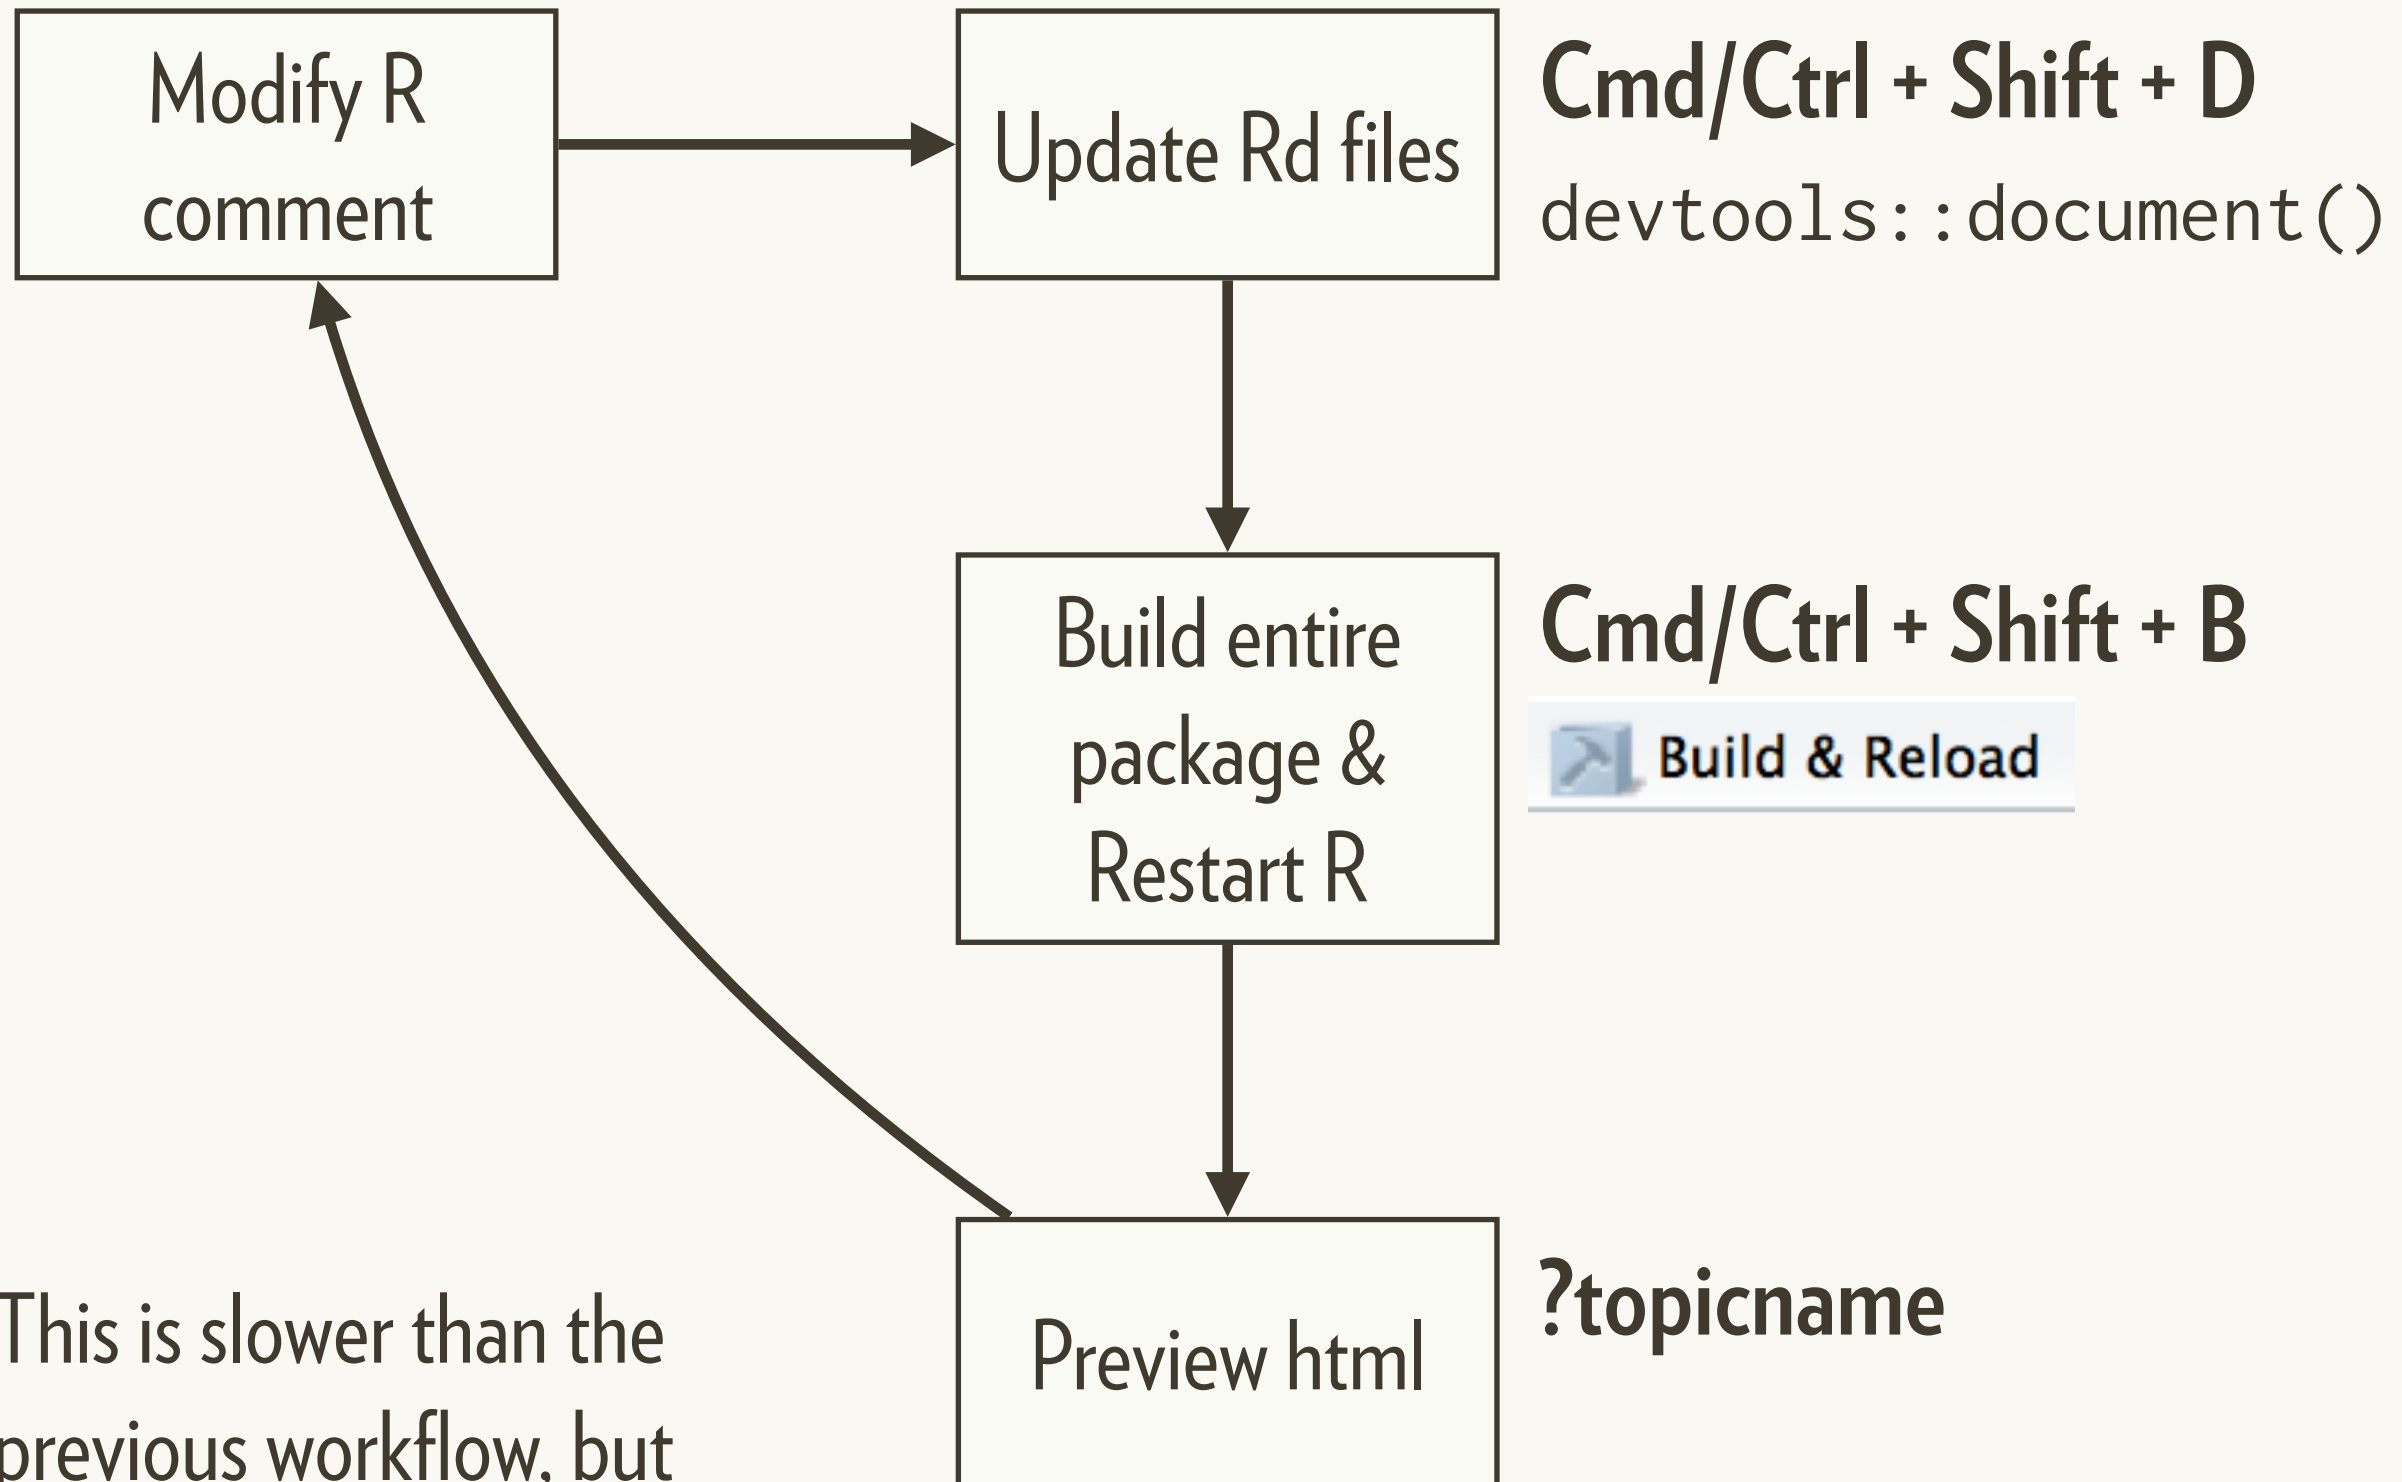 Modify R
comment
Update Rd files
Cmd/Ctrl + Shift + D
devtools::document()
Build entire
package &
Restart R
Cmd/Ctrl + Shift + B
Build & Reload
Preview html
?topicname
This is slower than the
previous workflow, but